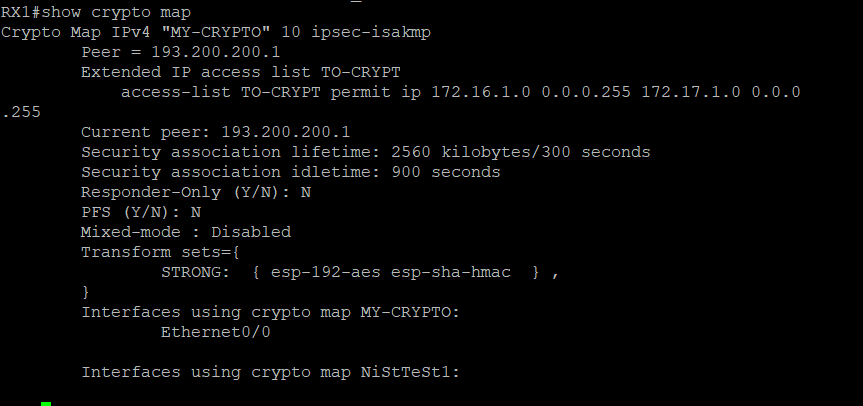 RX1#show crypto map
Crypto Map IPv4 "MY-CRYPTO" 10 ipsec-isakmp
Peer = 193.200.200.1
Extended IP access list TO-CRYPT
access-list TO-CRYPT permit ip 172.16.1.0 0.0.0.255 172.17.1.0 0.0.0
.255
Current peer: 193.200.200.1
Security association lifetime: 2560 kilobytes/300 seconds
Security association idletime: 900 seconds
Responder-Only (Y/N): N
PFS (Y/N): N
Mixed-mode : Disabled
Transform sets={
STRONG:  { esp-192-aes esp-sha-hmac  } ,
}
Interfaces using crypto map MY-CRYPTO:
Ethernet0/0
Interfaces using crypto map NiStTeSt1: